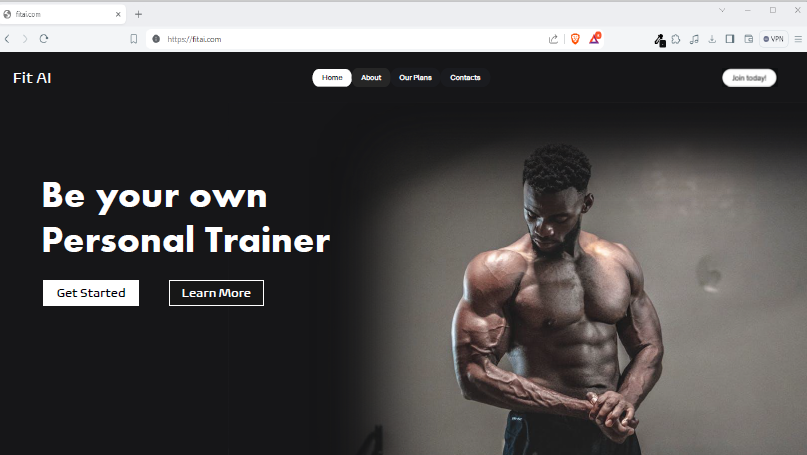 fitai.com
https://fitai.com
4
VPN
Fit AI
Home
About
Our Plans
Contacts
Join today!
Be your own
Personal Trainer
Get Started
Learn More